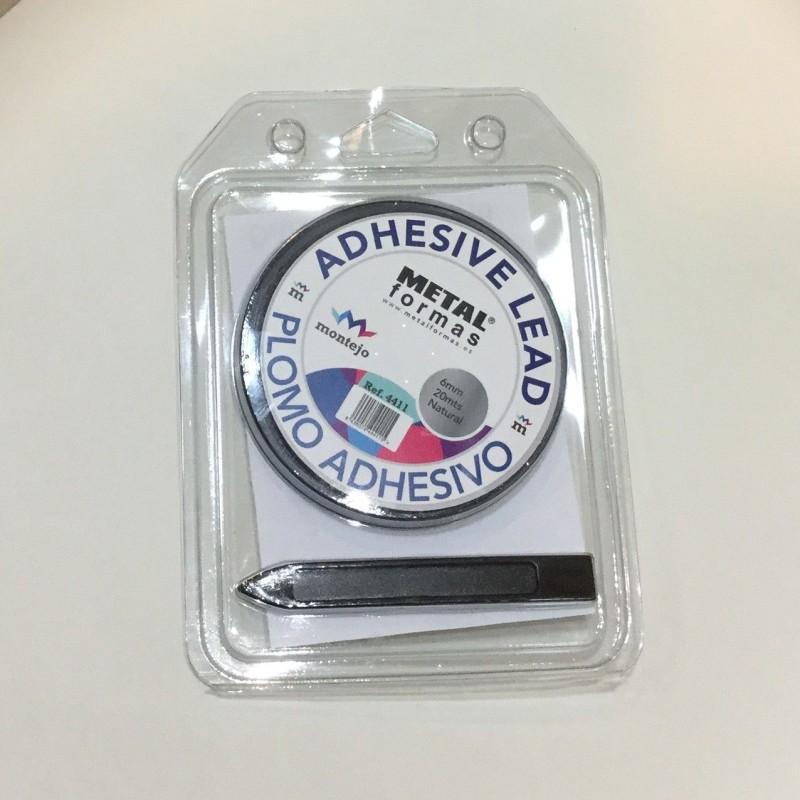 ADHESIVE LEAD
METAL®
formas
www.metalformas.es
m
montejo
6mm
20mts
Natural
Ref. 4411
m
PLOMO ADHESIVO